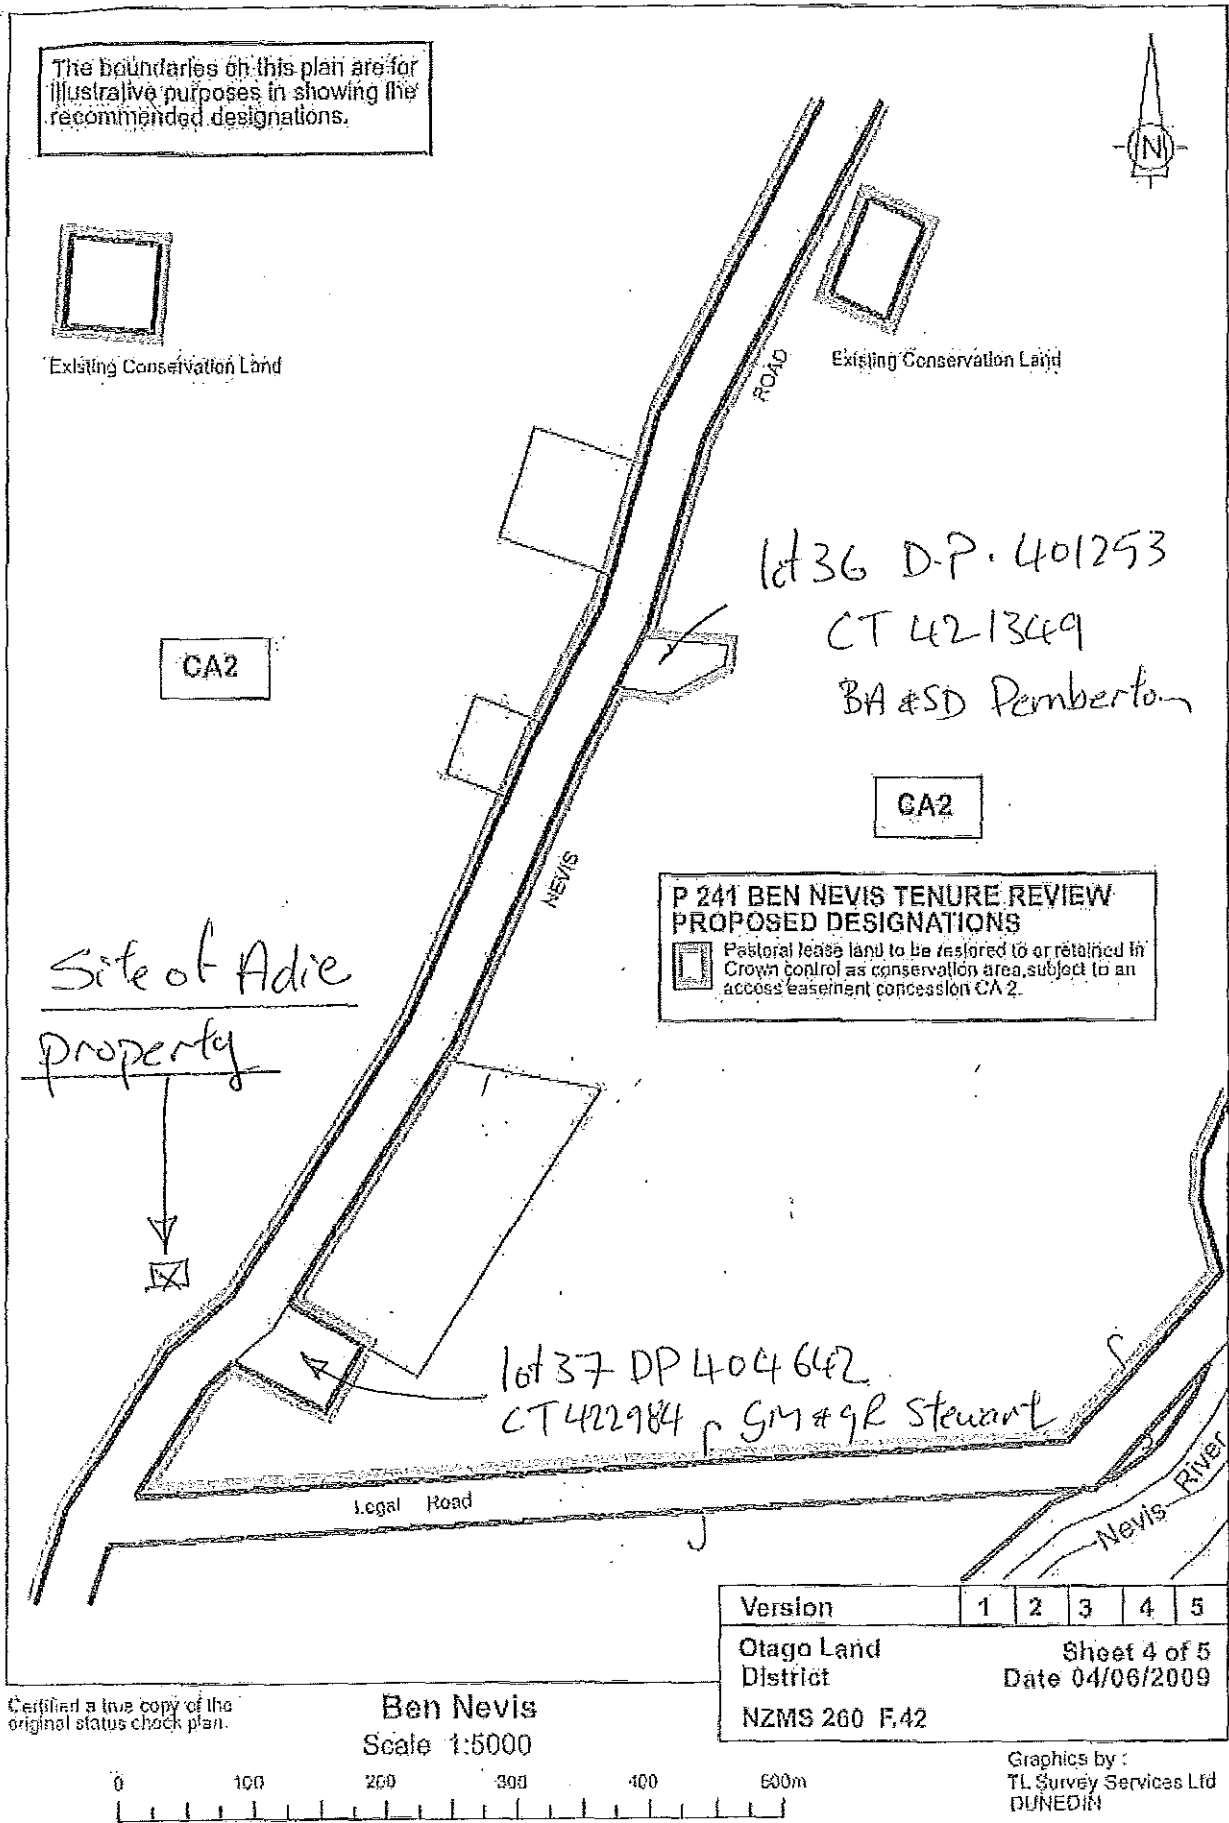 The boundaries on this plan are for
illustrative purposes in showing the
recommended designations.
N
Existing Conservation Land
Existing Conservation Land
ROAD
lot 36 D.P. 401253
CT 421349
BA & SD Pemberton
CA2
CA2
NEVIS
P 241 BEN NEVIS TENURE REVIEW
PROPOSED DESIGNATIONS
Pastoral lease land to be restored to or retained in
Crown control as conservation area, subject to an
access easement concession CA 2.
Site of Adie
property
lot 37 DP 404642
CT 422984 GM & GR Stewart
Legal Road
Nevis River
Version 1 2 3 4 5
Otago Land
District
Sheet 4 of 5
Date 04/06/2009
NZMS 260 F.42
Certified a true copy of the
original status check plan.
Ben Nevis
Scale 1:5000
0 100 200 300 400 500m
Graphics by :
TL Survey Services Ltd
DUNEDIN